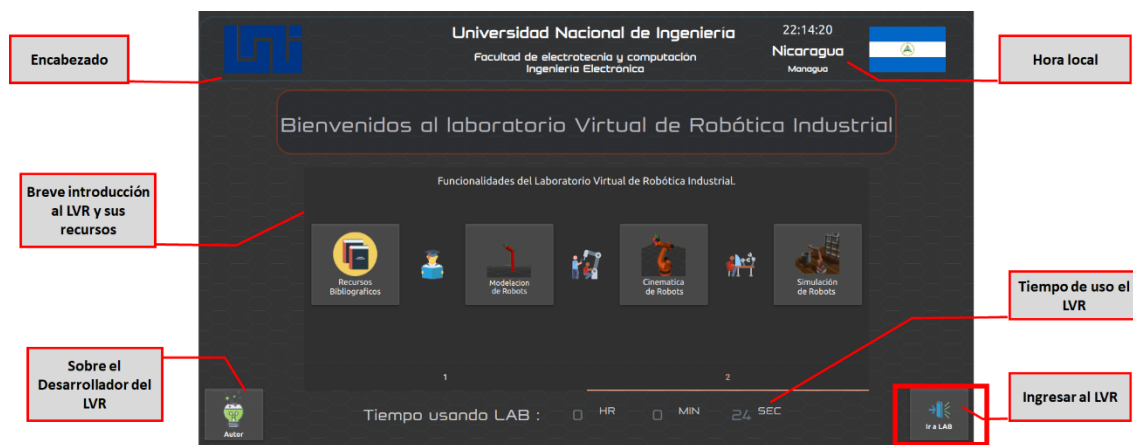 Encabezado
uni
Universidad Nacional de Ingeniería
Facultad de electrotecnia y computación
Ingeniería Electrónica
22:14:20
Nicaragua
Managua
Hora local
Bienvenidos al laboratorio Virtual de Robótica Industrial
Breve introducción
al LVR y sus
recursos
Funcionalidades del Laboratorio Virtual de Robótica Industrial.
Recursos
Bibliograficos
Modelacion
de Robots
Cinematica
de Robots
Simulación
de Robots
Tiempo de uso el
LVR
Sobre el
Desarrollador del
LVR
1
2
Autor
Tiempo usando LAB : 0 HR 0 MIN 24 SEC
Ir a LAB
Ingresar al LVR